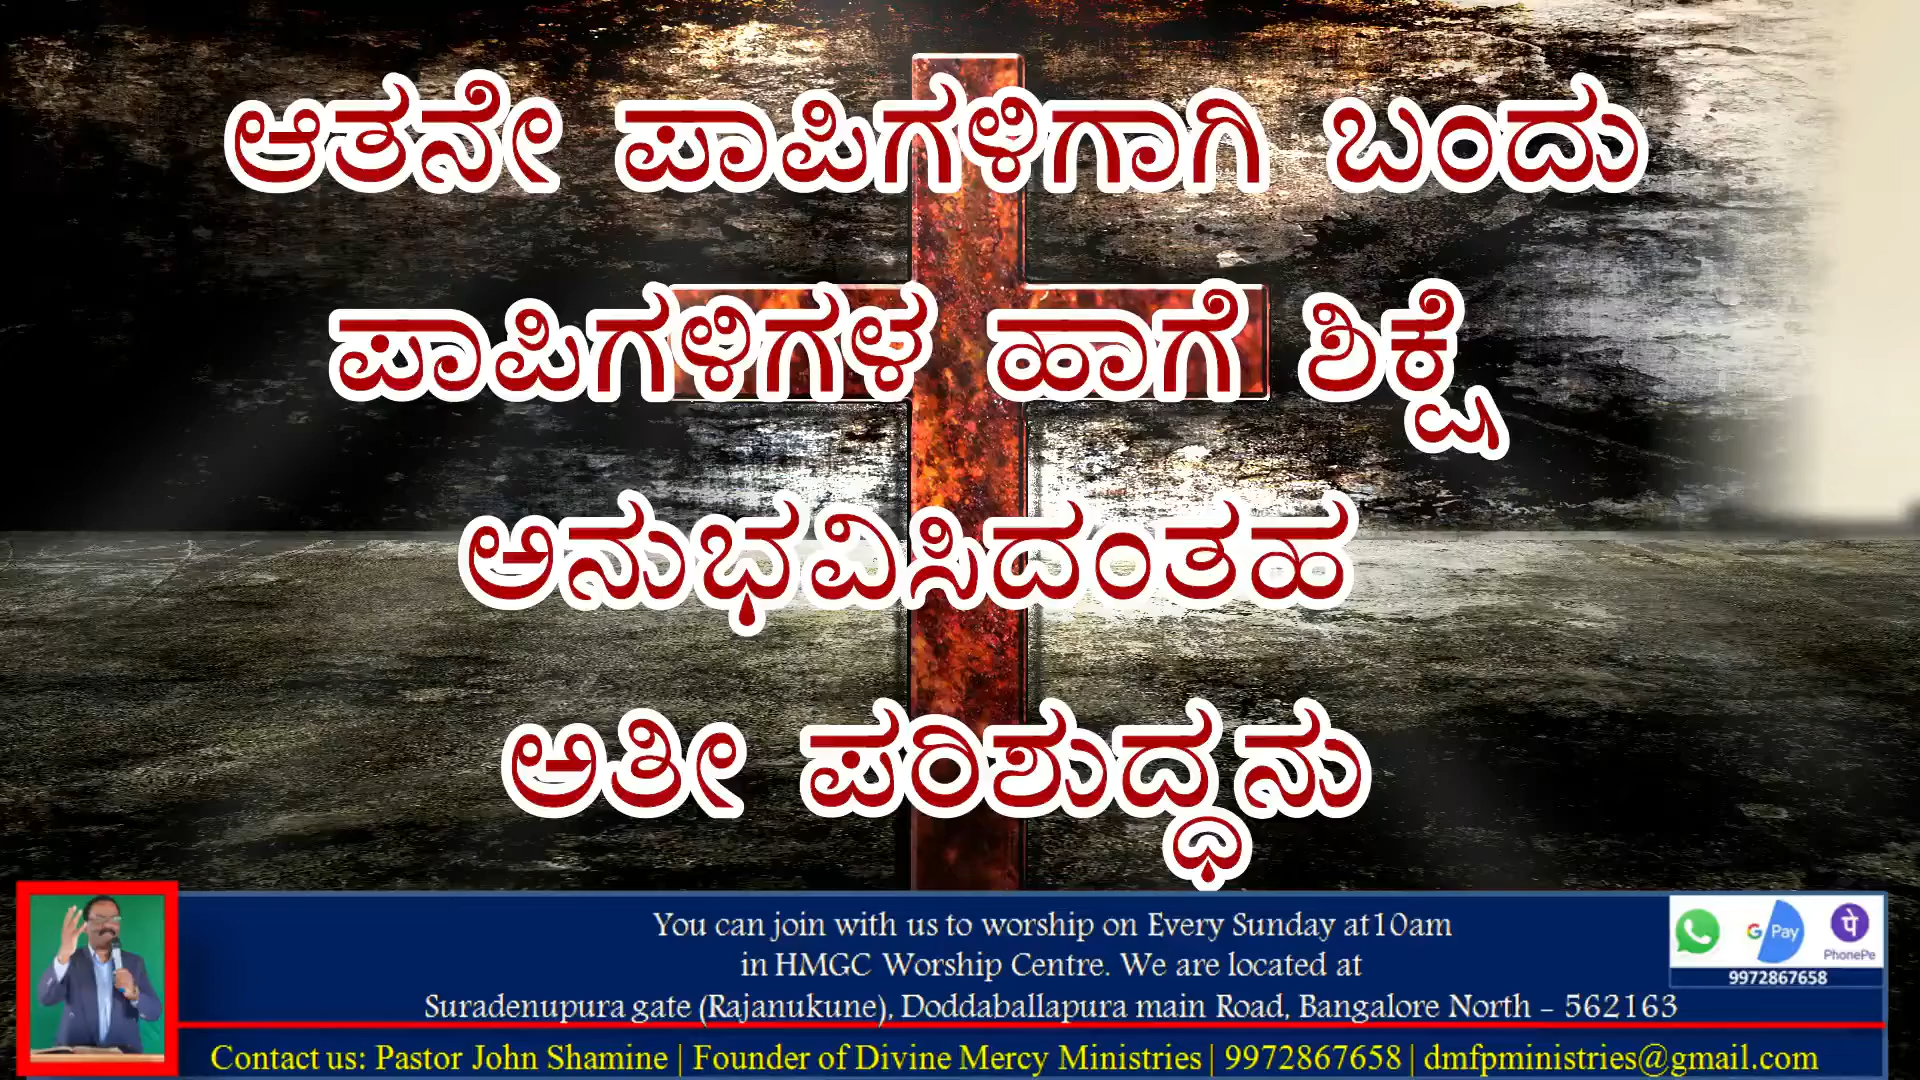 ಆತನೇ ಪಾಪಿಗಳಿಗಾಗಿ ಬಂದು
ಪಾಪಿಗಳಿಗಳ ಹಾಗೆ ಶಿಕ್ಷೆ
ಅನುಭವಿಸಿದಂತಹ
ಅತೀ ಪರಿಶುದ್ಧನು
You can join with us to worship on Every Sunday at10am
in HMGC Worship Centre. We are located at
Suradenupura gate (Rajanukune), Doddaballapura main Road, Bangalore North - 562163
G Pay
पे
PhonePe
9972867658
Contact us: Pastor John Shamine | Founder of Divine Mercy Ministries | 9972867658 | dmfpministries@gmail.com